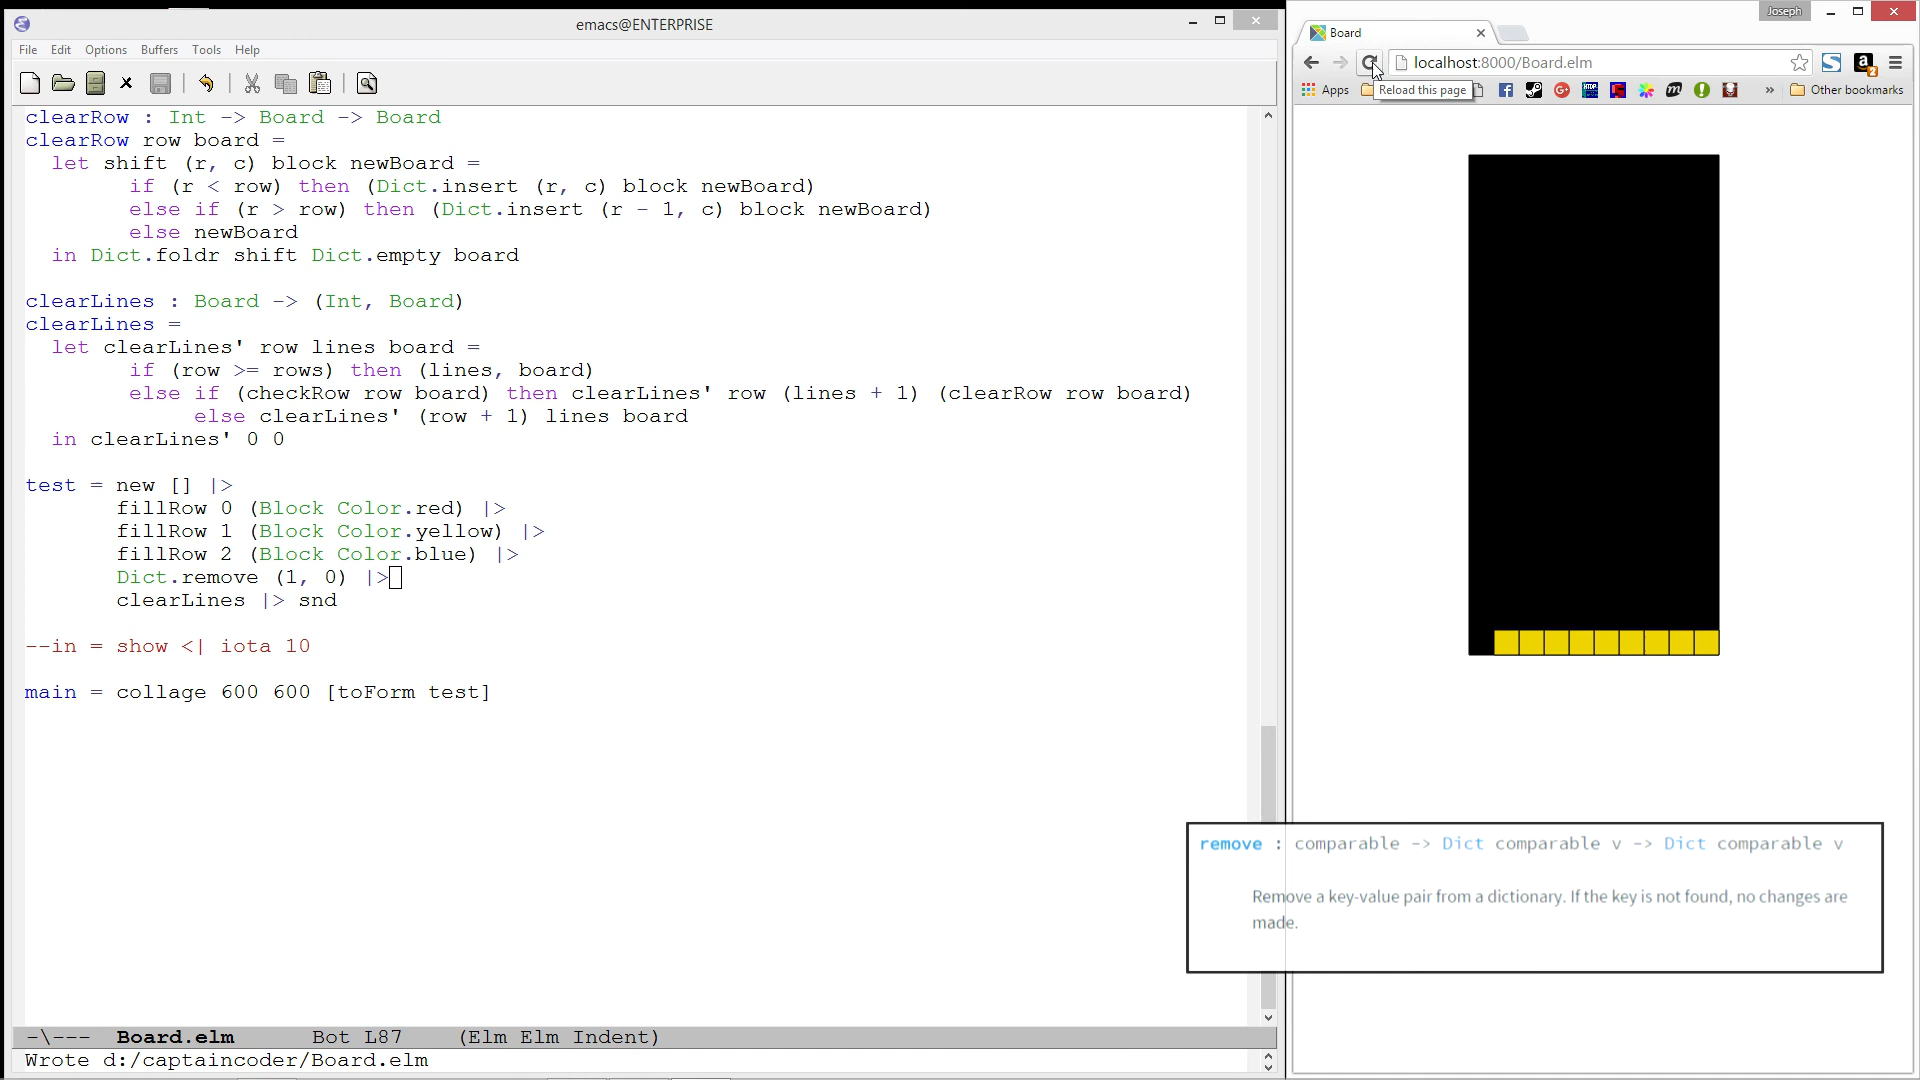 emacs@ENTERPRISE
File Edit Options Buffers Tools Help
clearRow : Int -> Board -> Board
clearRow row board =
  let shift (r, c) block newBoard =
        if (r < row) then (Dict.insert (r, c) block newBoard)
        else if (r > row) then (Dict.insert (r - 1, c) block newBoard)
        else newBoard
  in Dict.foldr shift Dict.empty board
clearLines : Board -> (Int, Board)
clearLines =
  let clearLines' row lines board =
        if (row >= rows) then (lines, board)
        else if (checkRow row board) then clearLines' row (lines + 1) (clearRow row board)
             else clearLines' (row + 1) lines board
  in clearLines' 0 0
test = new [] |>
       fillRow 0 (Block Color.red) |>
       fillRow 1 (Block Color.yellow) |>
       fillRow 2 (Block Color.blue) |>
       Dict.remove (1, 0) |>
       clearLines |> snd
--in = show <| iota 10
main = collage 600 600 [toForm test]
-\--- Board.elm Bot L87 (Elm Elm Indent)
Wrote d:/captaincoder/Board.elm
Joseph
Board
localhost:8000/Board.elm
Apps
Reload this page
» Other bookmarks
remove : comparable -> Dict comparable v -> Dict comparable v
Remove a key-value pair from a dictionary. If the key is not found, no changes are
made.